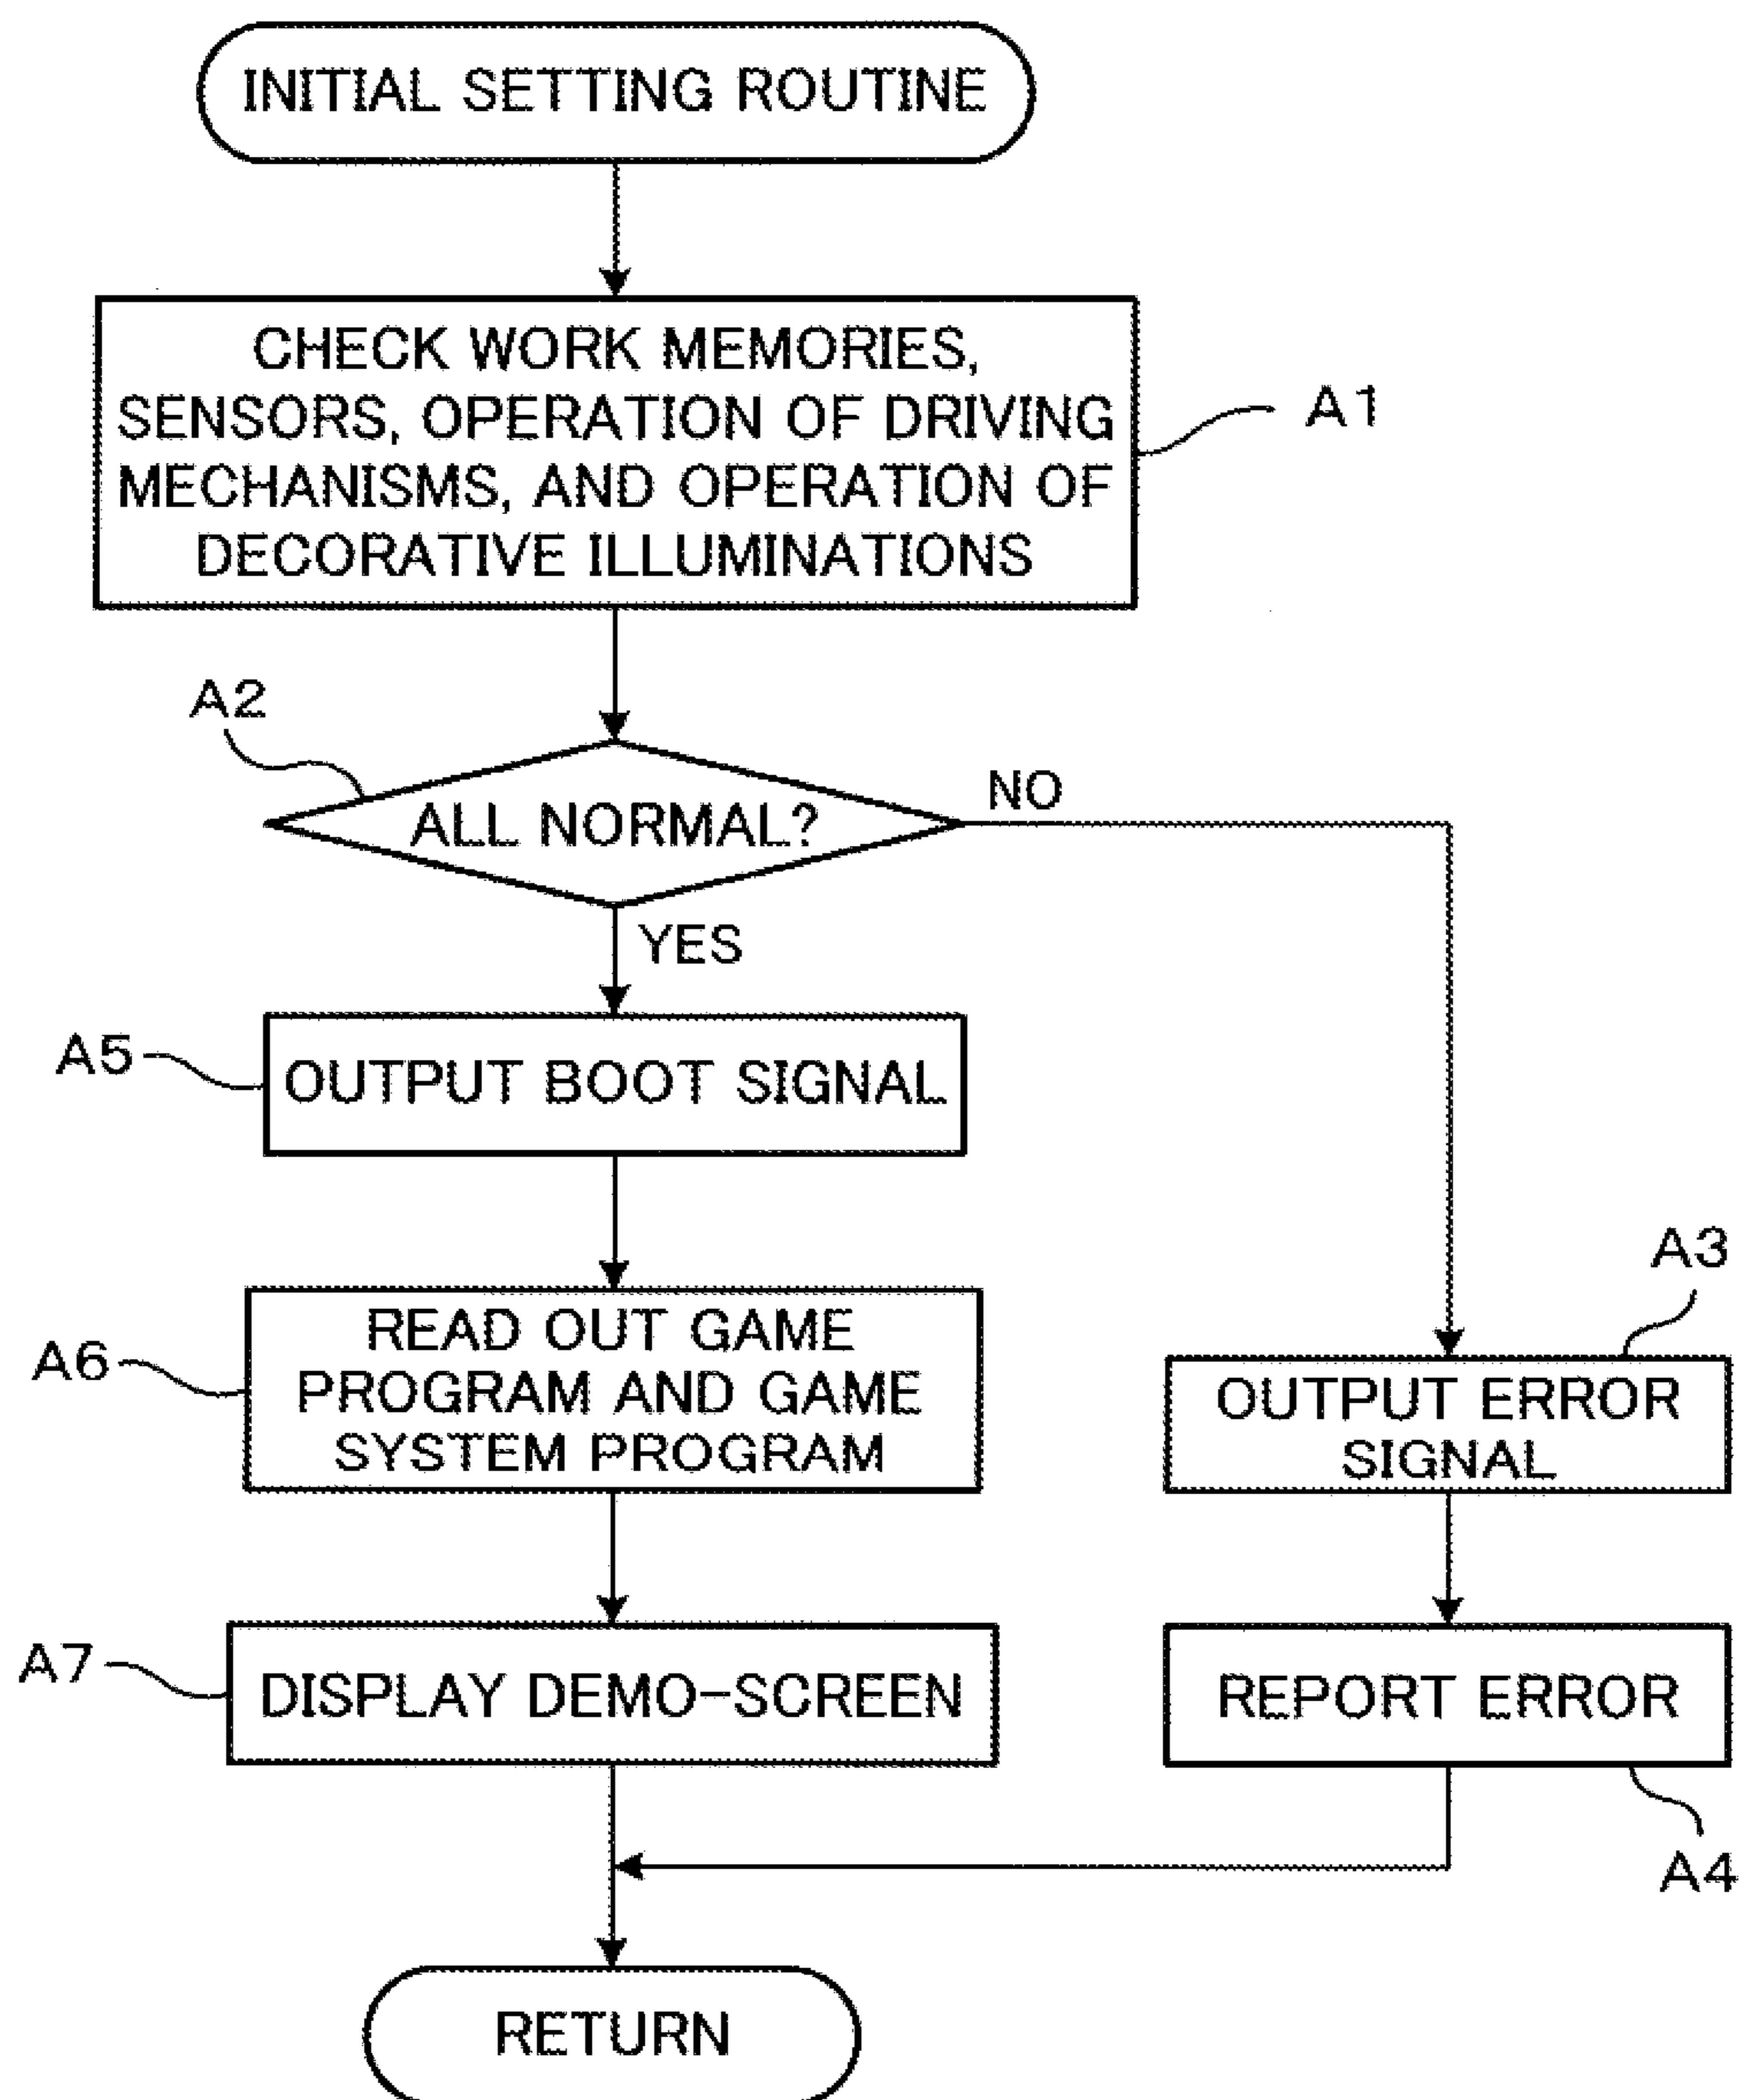 INITIAL SETTING ROUTINE
CHECK WORK MEMORIES,
SENSORS, OPERATION OF DRIVING
MECHANISMS, AND OPERATION OF
DECORATIVE ILLUMINATIONS
A1
A2
ALL NORMAL?
NO
YES
A5
OUTPUT BOOT SIGNAL
A6
READ OUT GAME
PROGRAM AND GAME
SYSTEM PROGRAM
A3
OUTPUT ERROR
SIGNAL
A7
DISPLAY DEMO-SCREEN
REPORT ERROR
A4
RETURN